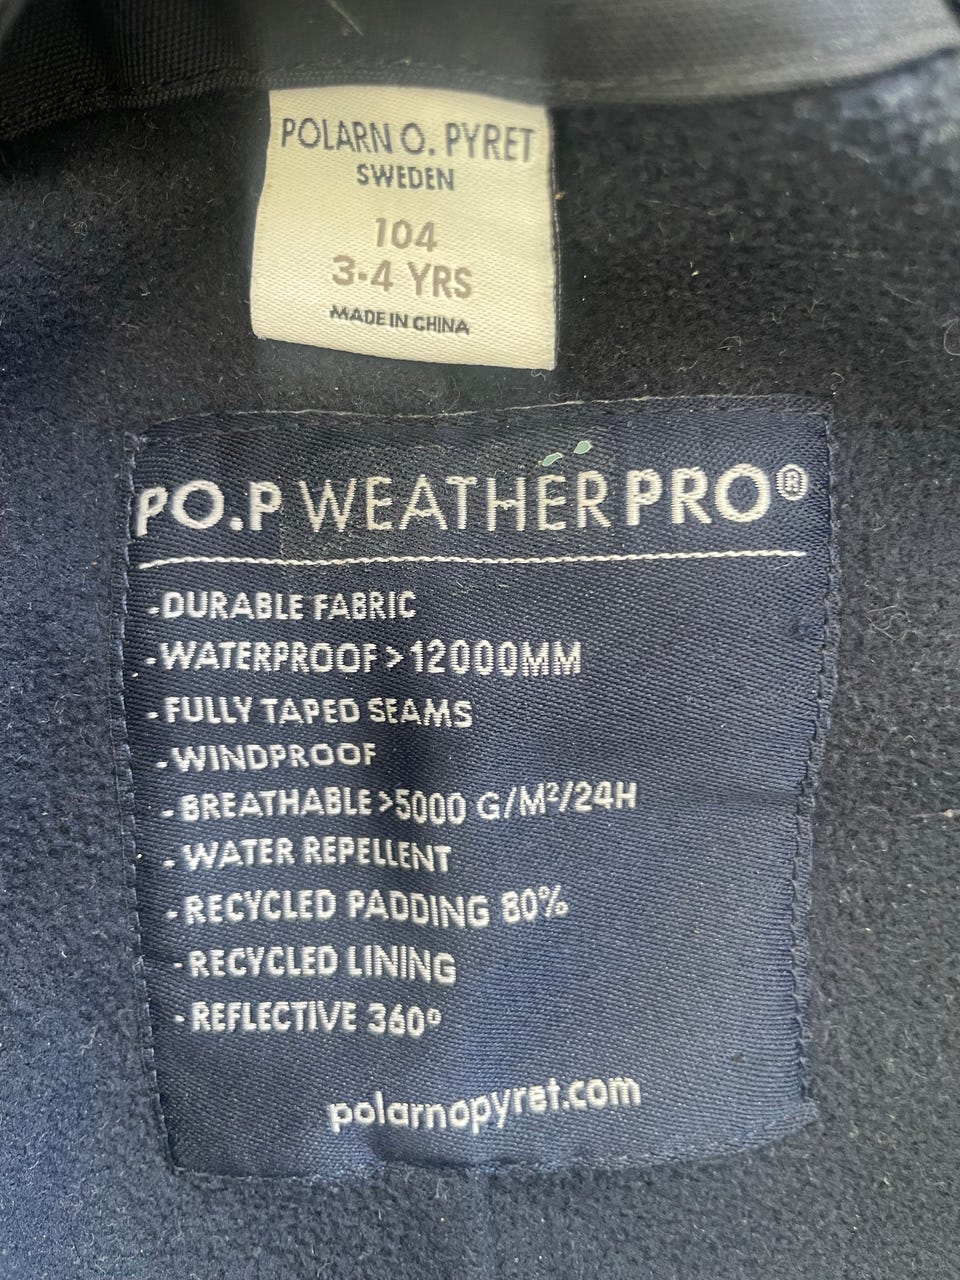 POLARN O. PYRET
SWEDEN
104
3-4 YRS
MADE IN CHINA
PO.P WEATHERPRO®
-DURABLE FABRIC
-WATERPROOF>12000MM
-FULLY TAPED SEAMS
-WINDPROOF
-BREATHABLE>5000 G/M²/24H
-WATER REPELLENT
-RECYCLED PADDING 80%
-RECYCLED LINING
-REFLECTIVE 360°
polarnopyret.com